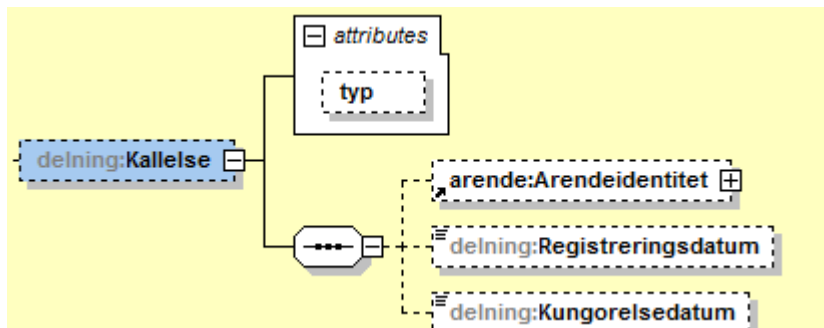 attributes
typ
delning:Kallelse
arende:Arendeidentitet
delning:Registreringsdatum
delning:Kungorelsedatum